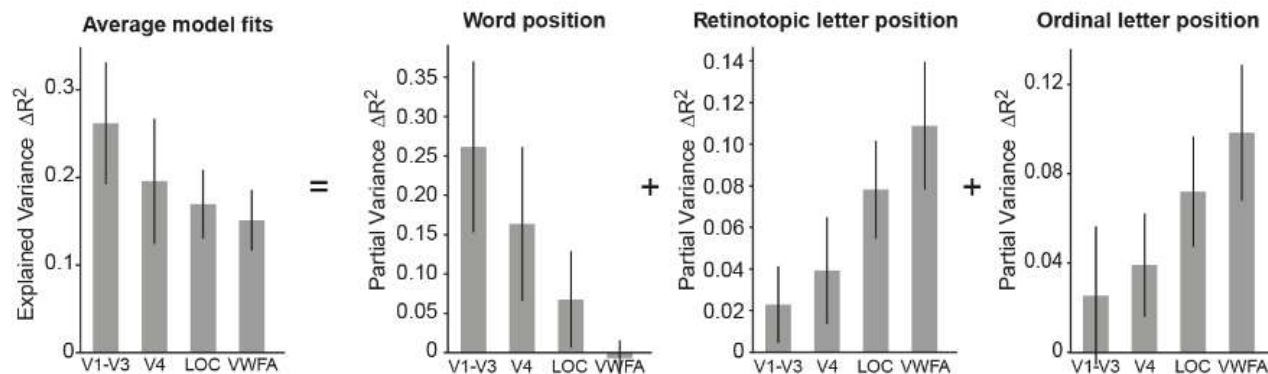 Average model fits
Explained Variance ΔR²
0.3
0.2
0.1
0
V1-V3 V4 LOC VWFA
=
Word position
Partial Variance ΔR²
0.35
0.30
0.25
0.20
0.15
0.10
0.05
0
V1-V3 V4 LOC VWFA
+
Retinotopic letter position
Partial Variance ΔR²
0.14
0.12
0.10
0.08
0.06
0.04
0.02
0
V1-V3 V4 LOC VWFA
+
Ordinal letter position
Partial Variance ΔR²
0.12
0.08
0.04
0
V1-V3 V4 LOC VWFA